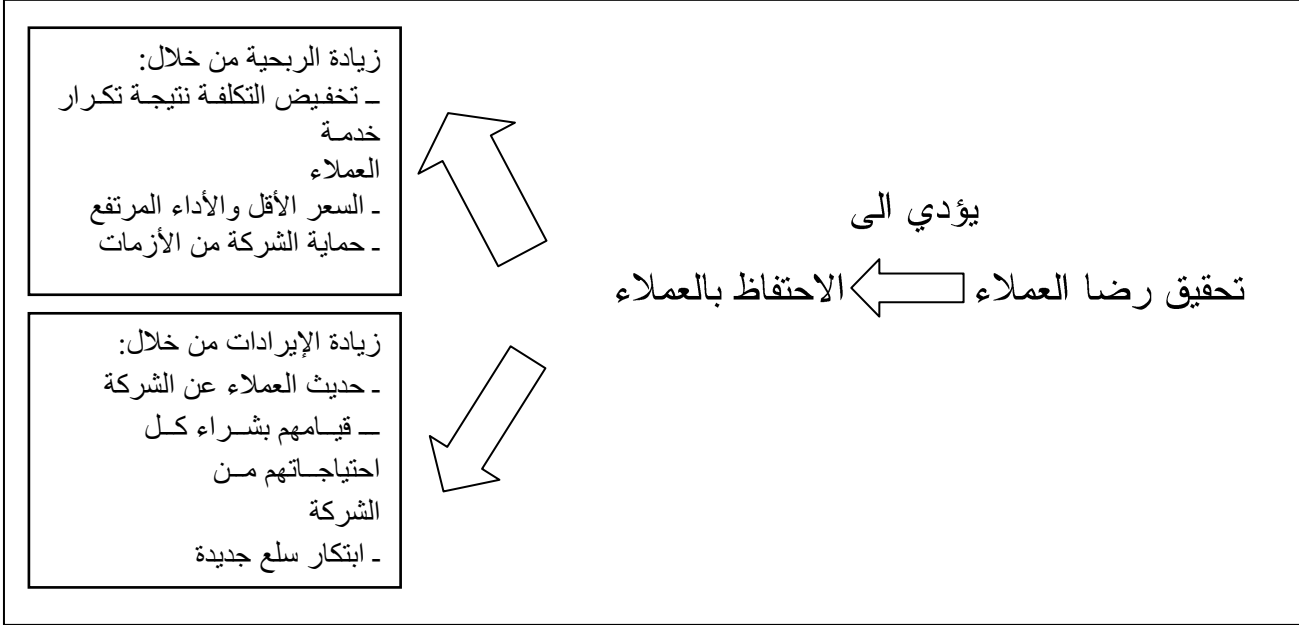 يؤدي الى
تحقيق رضا العملاء
الاحتفاظ بالعملاء
زيادة الربحية من خلال:
ـ تخفيض التكلفة نتيجة تكرار
خدمة
العملاء
ـ السعر الأقل والأداء المرتفع
ـ حماية الشركة من الأزمات
زيادة الإيرادات من خلال:
ـ حديث العملاء عن الشركة
ـ قيامهم بشراء كل
احتياجاتهم من
الشركة
ـ ابتكار سلع جديدة